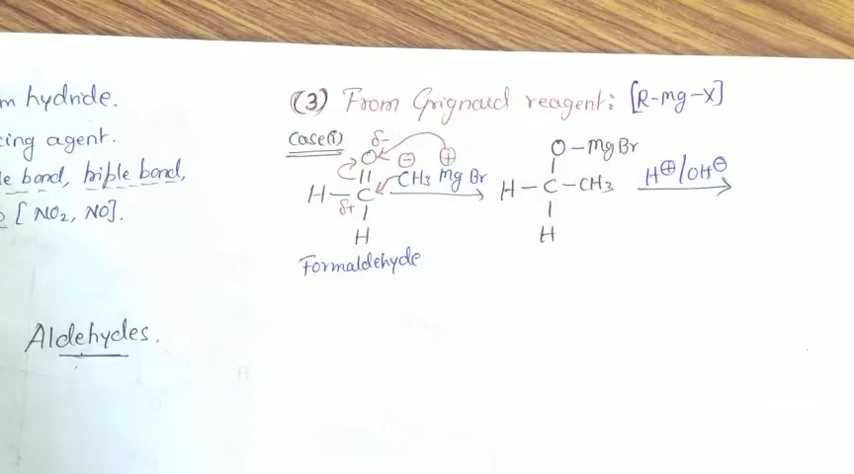 m hydride.
cing agent.
le bond, triple bond,
[NO2, NO].
Aldehydes.
(3) From Grignaud reagent: [R-mg-X]
Case(i)
δ-
O ⊖ ⊕
|| CH3 Mg Br
H-C
δ+
|
H
Formaldehyde
O-MgBr
|
H-C-CH3
|
H
H⊕/OH⊖